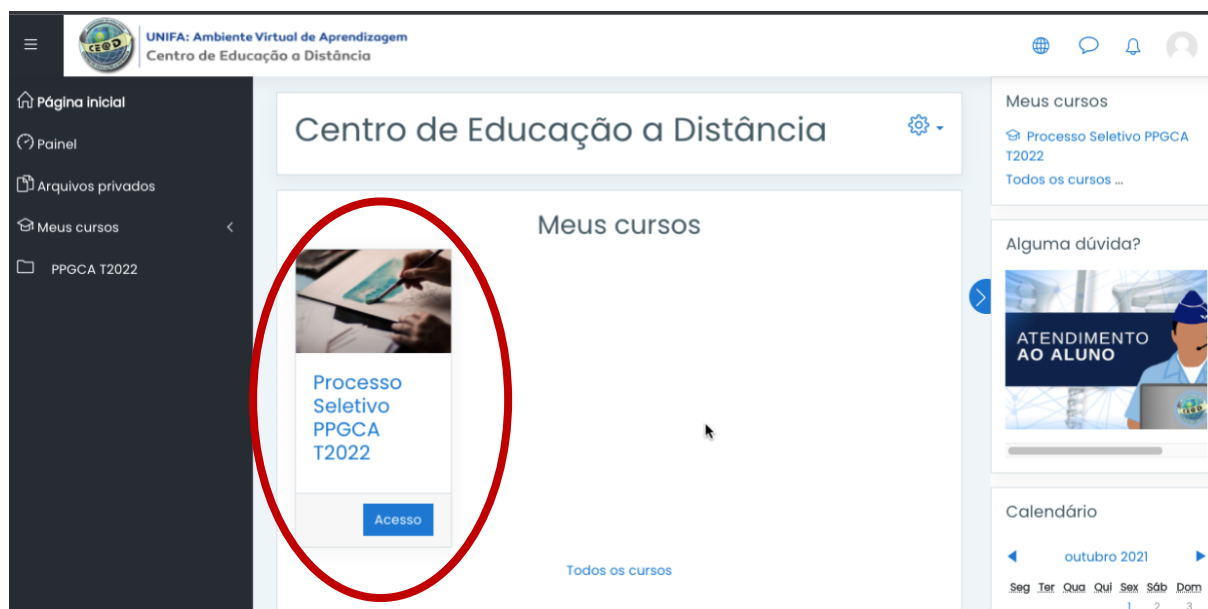 CE@D
UNIFA: Ambiente Virtual de Aprendizagem
Centro de Educação a Distância
Página inicial
Painel
Arquivos privados
Meus cursos
PPGCA T2022
Centro de Educação a Distância
Meus cursos
Processo
Seletivo
PPGCA
T2022
Acesso
Todos os cursos
Meus cursos
Processo Seletivo PPGCA
T2022
Todos os cursos ...
Alguma dúvida?
ATENDIMENTO
AO ALUNO
Calendário
outubro 2021
Seg Ter Qua Qui Sex Sáb Dom
1 2 3